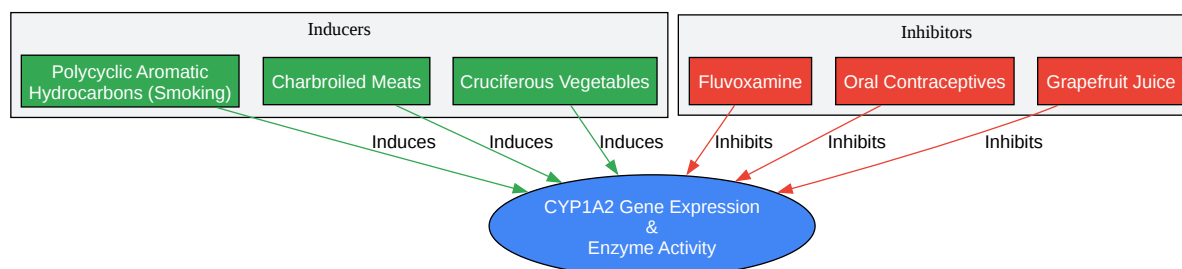 Inducers
Inhibitors
Polycyclic Aromatic
Hydrocarbons (Smoking)
Charbroiled Meats
Cruciferous Vegetables
Fluvoxamine
Oral Contraceptives
Grapefruit Juice
Induces
Induces
Induces
Inhibits
Inhibits
Inhibits
CYP1A2 Gene Expression
&
Enzyme Activity